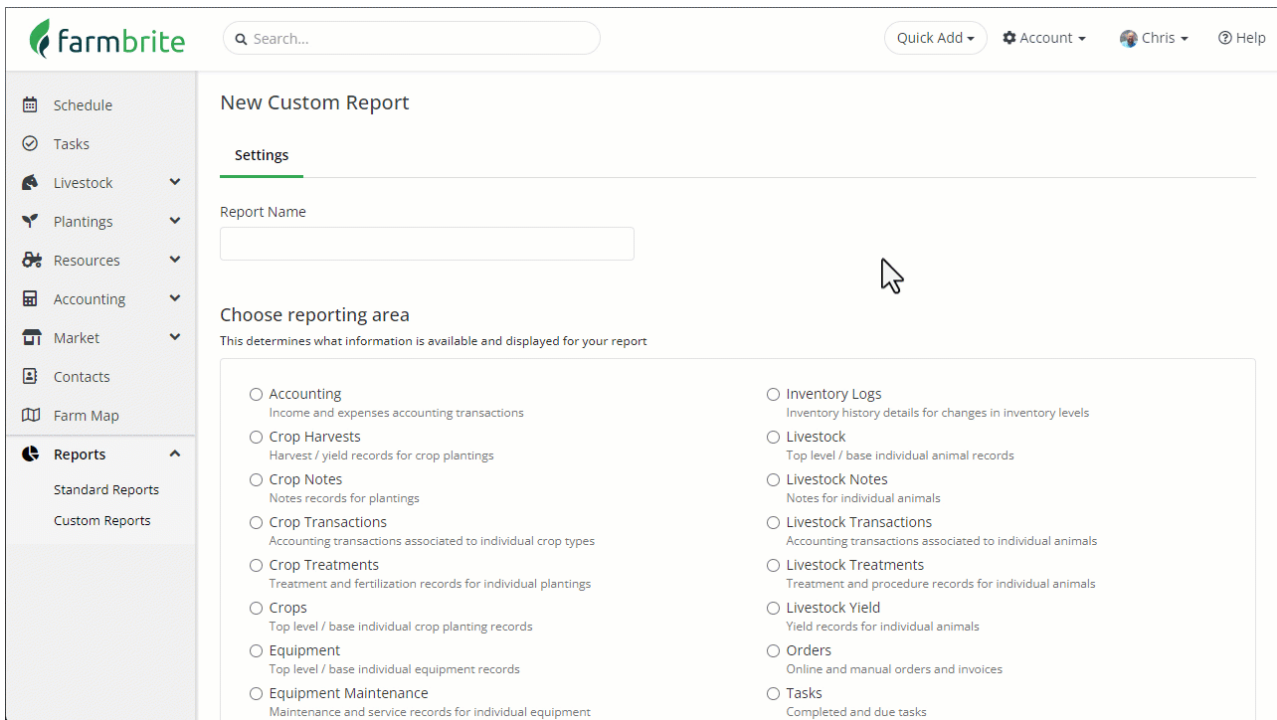 farmbrite
Search...
Quick Add
Account
Chris
Help
Schedule
Tasks
Livestock
Plantings
Resources
Accounting
Market
Contacts
Farm Map
Reports
Standard Reports
Custom Reports
New Custom Report
Settings
Report Name
Choose reporting area
This determines what information is available and displayed for your report
Accounting
Income and expenses accounting transactions
Crop Harvests
Harvest / yield records for crop plantings
Crop Notes
Notes records for plantings
Crop Transactions
Accounting transactions associated to individual crop types
Crop Treatments
Treatment and fertilization records for individual plantings
Crops
Top level / base individual crop planting records
Equipment
Top level / base individual equipment records
Equipment Maintenance
Maintenance and service records for individual equipment
Inventory Logs
Inventory history details for changes in inventory levels
Livestock
Top level / base individual animal records
Livestock Notes
Notes for individual animals
Livestock Transactions
Accounting transactions associated to individual animals
Livestock Treatments
Treatment and procedure records for individual animals
Livestock Yield
Yield records for individual animals
Orders
Online and manual orders and invoices
Tasks
Completed and due tasks